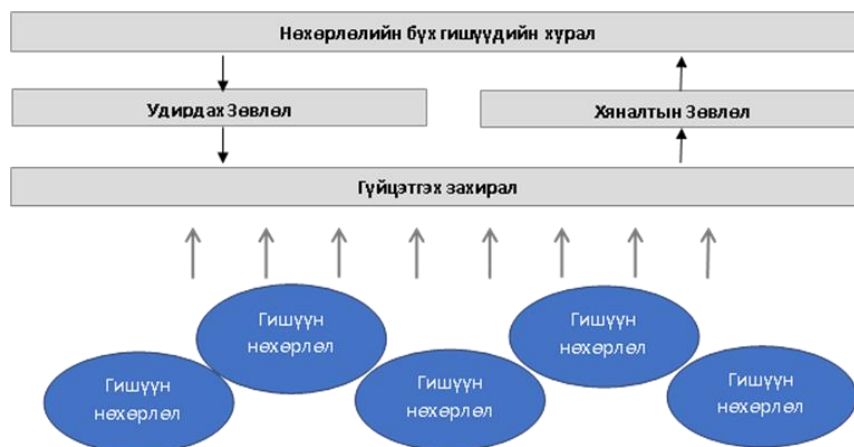 Нөхөрлөлийн бүх гишүүдийн хурал
Удирдах Зөвлөл
Хяналтын Зөвлөл
Гүйцэтгэх захирал
Гишүүн
нөхөрлөл
Гишүүн
нөхөрлөл
Гишүүн
нөхөрлөл
Гишүүн
нөхөрлөл
Гишүүн
нөхөрлөл